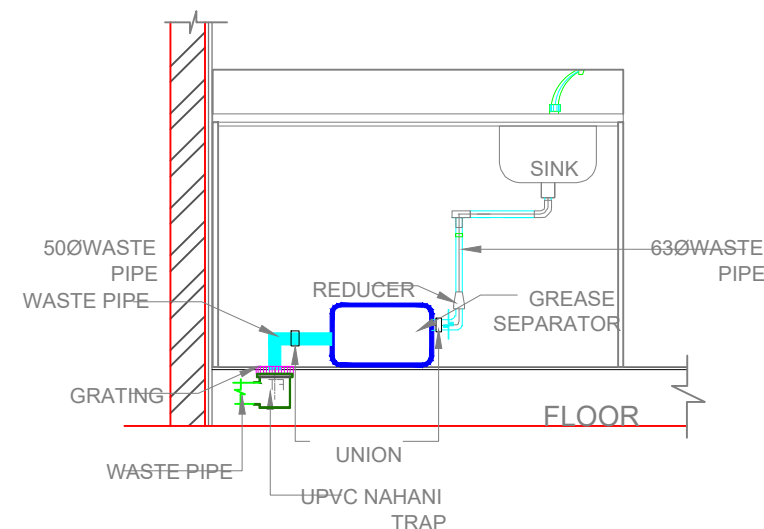 SINK
50ØWASTE
PIPE
63ØWASTE
PIPE
WASTE PIPE
REDUCER
GREASE
SEPARATOR
GRATING
FLOOR
UNION
WASTE PIPE
UPVC NAHANI
TRAP